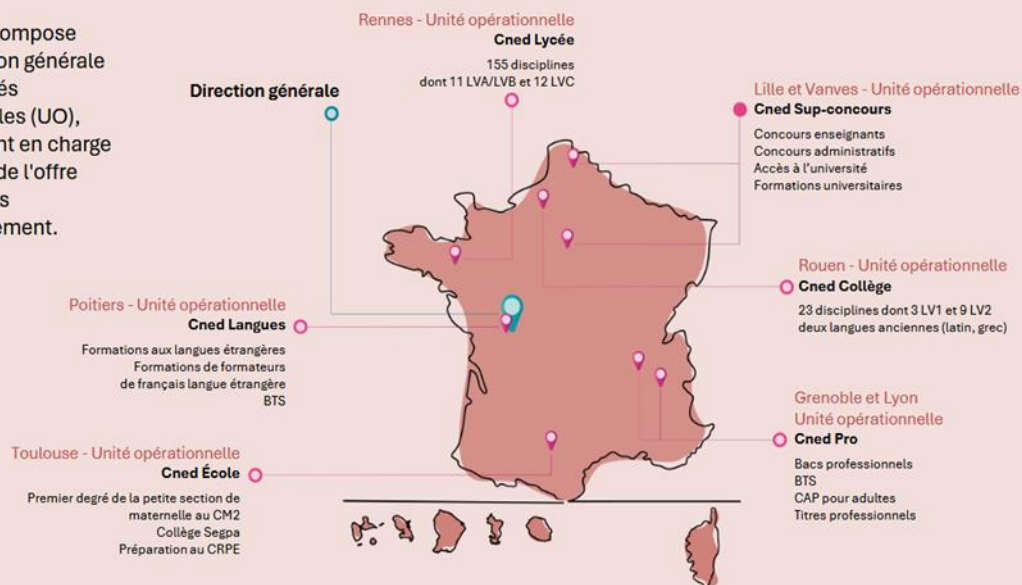 ompose
on générale
és
les (UO),
nt en charge
de l'offre
s
ement.
Rennes - Unité opérationnelle
Cned Lycée
155 disciplines
dont 11 LVA/LVB et 12 LVC
Direction générale
Lille et Vanves - Unité opérationnelle
Cned Sup-concours
Concours enseignants
Concours administratifs
Accès à l'université
Formations universitaires
Rouen - Unité opérationnelle
Cned Collège
23 disciplines dont 3 LV1 et 9 LV2
deux langues anciennes (latin, grec)
Poitiers - Unité opérationnelle
Cned Langues
Formations aux langues étrangères
Formations de formateurs
de français langue étrangère
BTS
Grenoble et Lyon
Unité opérationnelle
Cned Pro
Bacs professionnels
BTS
CAP pour adultes
Titres professionnels
Toulouse - Unité opérationnelle
Cned École
Premier degré de la petite section de
maternelle au CM2
Collège Segpa
Préparation au CRPE